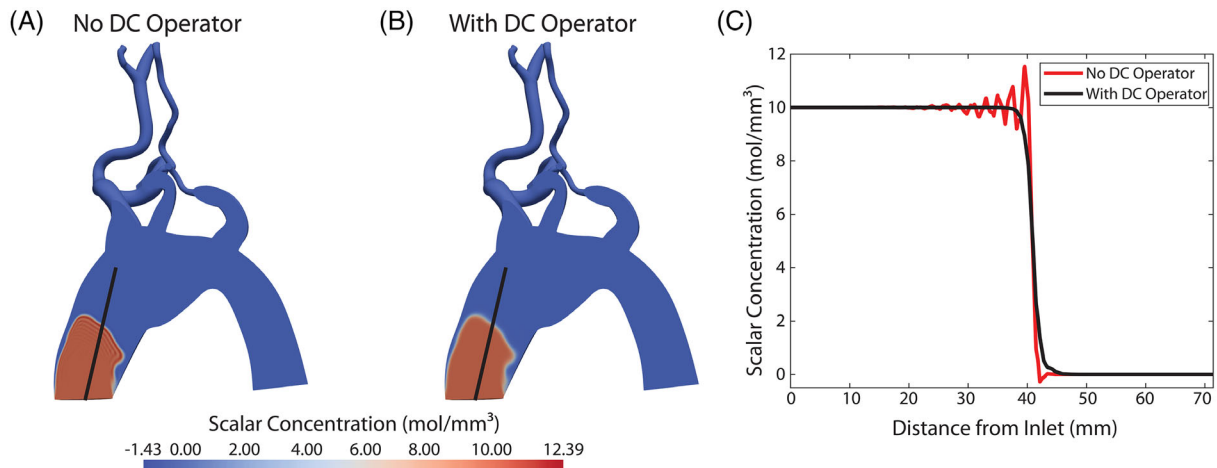 (A) No DC Operator
(B) With DC Operator
Scalar Concentration (mol/mm³)
-1.43 0.00 2.00 4.00 6.00 8.00 10.00 12.39
(C)
Scalar Concentration (mol/mm³)
12
10
8
6
4
2
0
No DC Operator
With DC Operator
0 10 20 30 40 50 60 70
Distance from Inlet (mm)